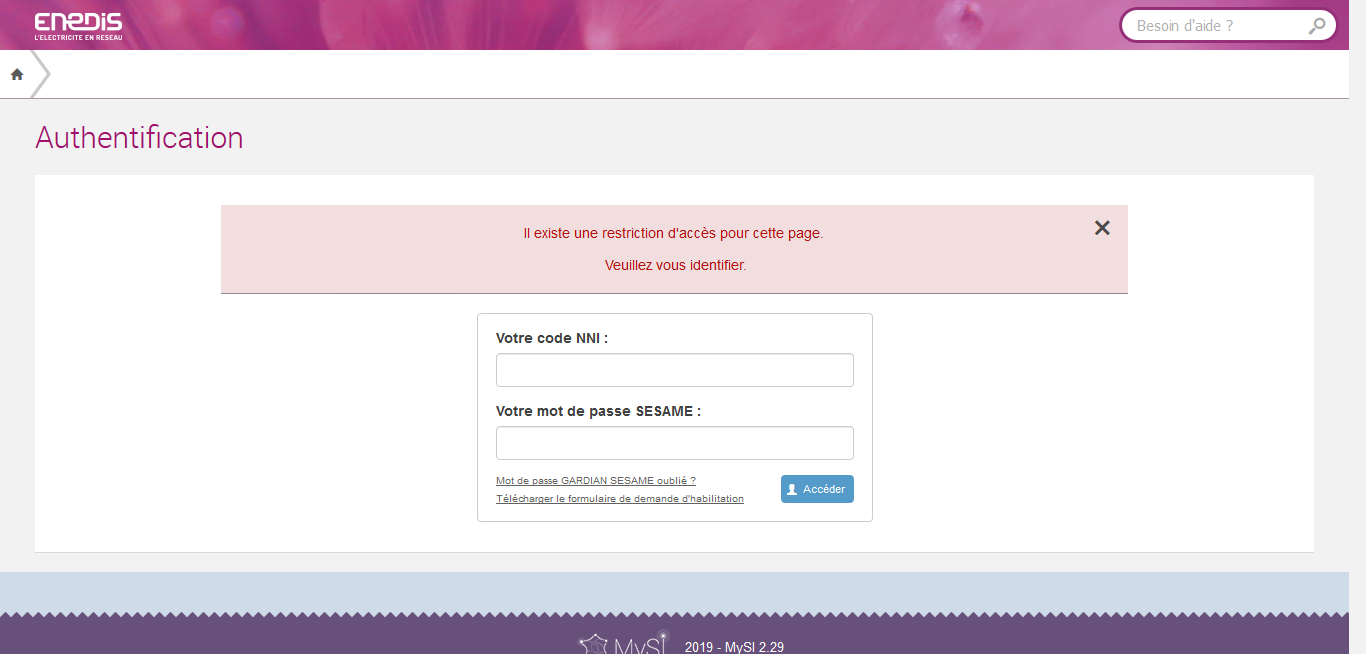 ENEDIS
L'ELECTRICITE EN RESEAU
Besoin d'aide ?
Authentification
Il existe une restriction d'accès pour cette page.
Veuillez vous identifier.
Votre code NNI :
Votre mot de passe SESAME :
Mot de passe GARDIAN SESAME oublié ?
Télécharger le formulaire de demande d'habilitation
Accéder
MySI 2019 - MySI 2.29